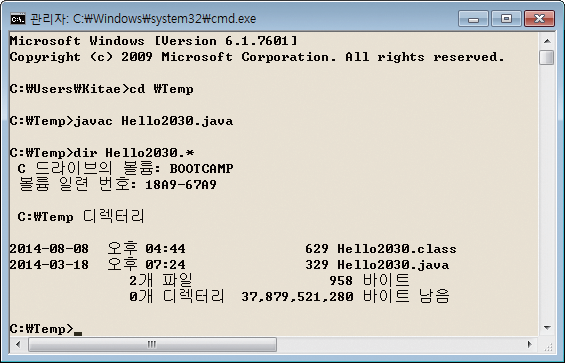 관리자: C:₩Windows₩system32₩cmd.exe
Microsoft Windows [Version 6.1.7601]
Copyright (c) 2009 Microsoft Corporation. All rights reserved.
C:₩Users₩Kitae>cd ₩Temp
C:₩Temp>javac Hello2030.java
C:₩Temp>dir Hello2030.*
C 드라이브의 볼륨: BOOTCAMP
볼륨 일련 번호: 18A9-67A9
C:₩Temp 디렉터리
2014-08-08  오후 04:44               629 Hello2030.class
2014-03-18  오후 07:24               329 Hello2030.java
2개 파일                 958 바이트
0개 디렉터리  37,879,521,280 바이트 남음
C:₩Temp>_